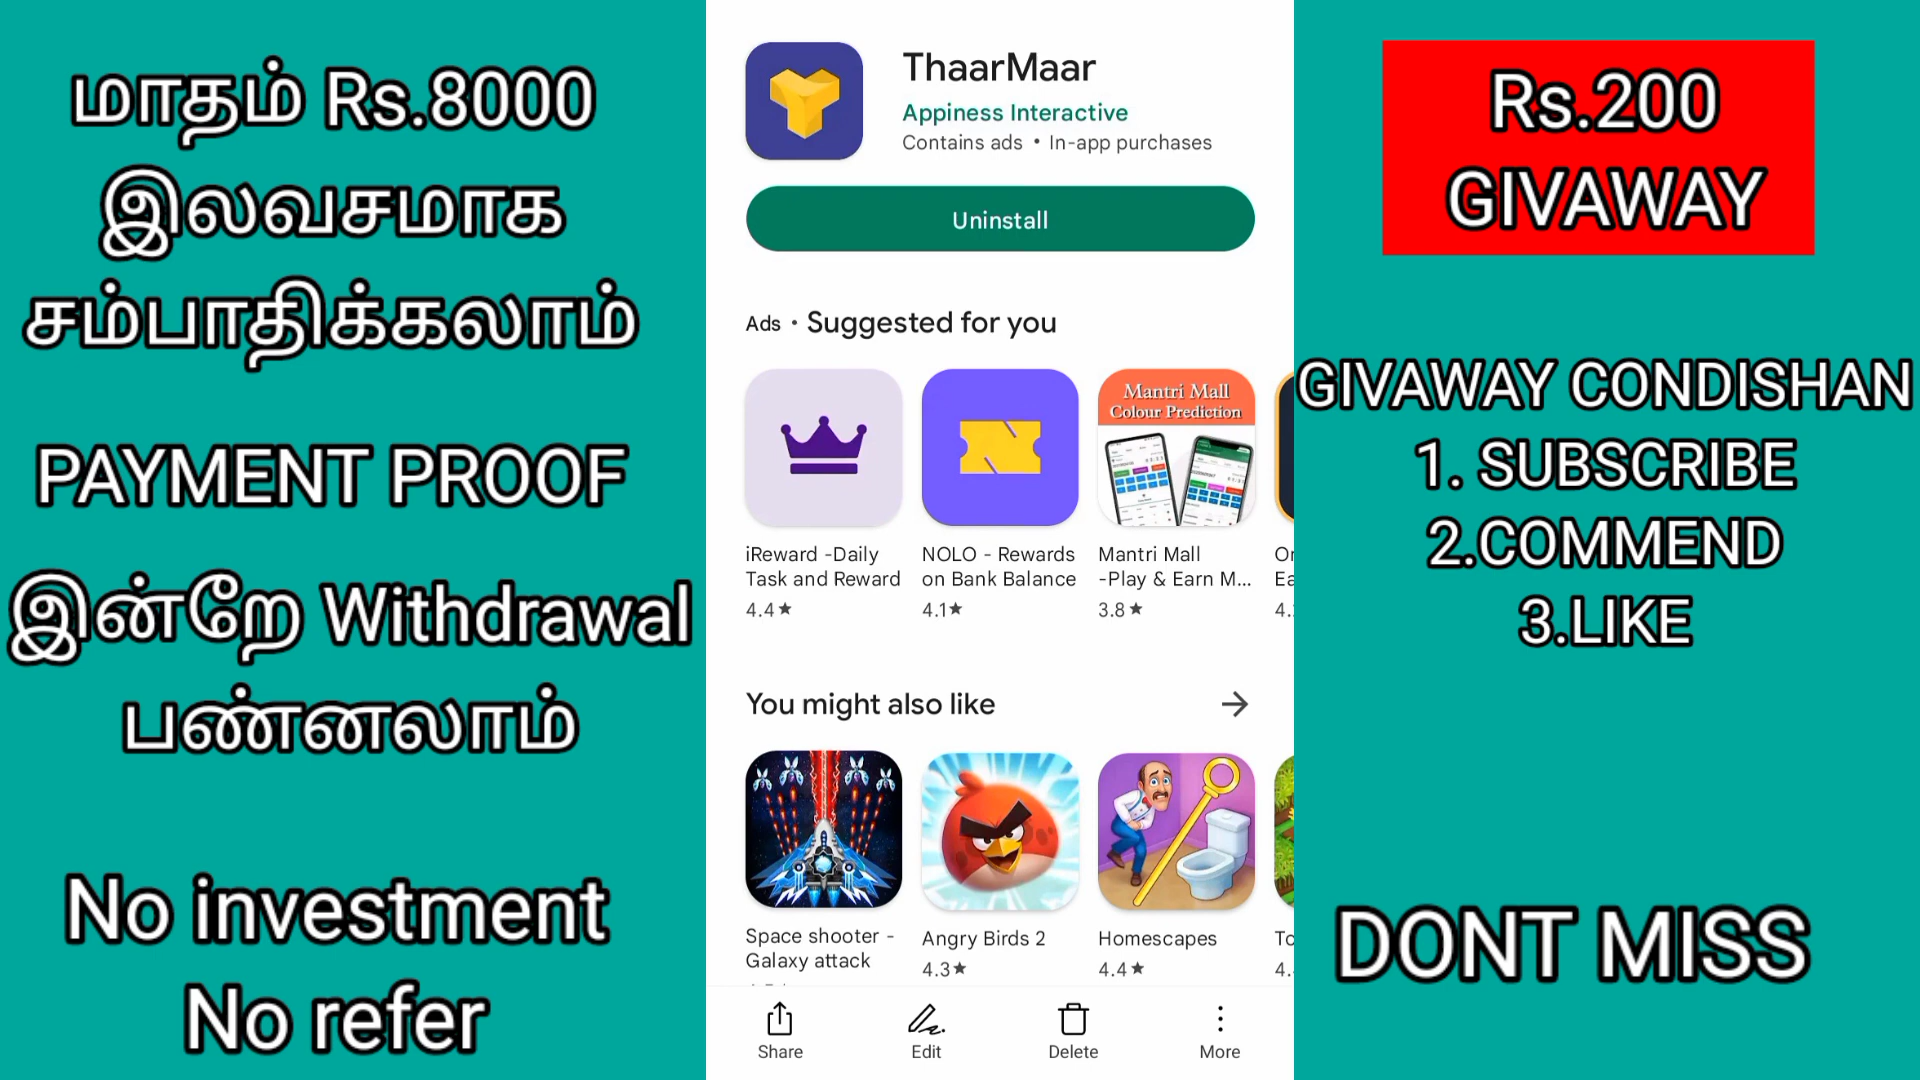 மாதம் Rs.8000
இலவசமாக
சம்பாதிக்கலாம்
PAYMENT PROOF
இன்றே Withdrawal
பண்ணலாம்
No investment
No refer
ThaarMaar
Appiness Interactive
Contains ads • In-app purchases
Uninstall
Ads • Suggested for you
Mantri Mall
Colour Prediction
iReward -Daily
Task and Reward
4.4★
NOLO - Rewards
on Bank Balance
4.1★
Mantri Mall
-Play & Earn M...
3.8★
You might also like
Space shooter -
Galaxy attack
Angry Birds 2
4.3★
Homescapes
4.4★
Share
Edit
Delete
More
Rs.200
GIVAWAY
GIVAWAY CONDISHAN
1. SUBSCRIBE
2.COMMEND
3.LIKE
DONT MISS